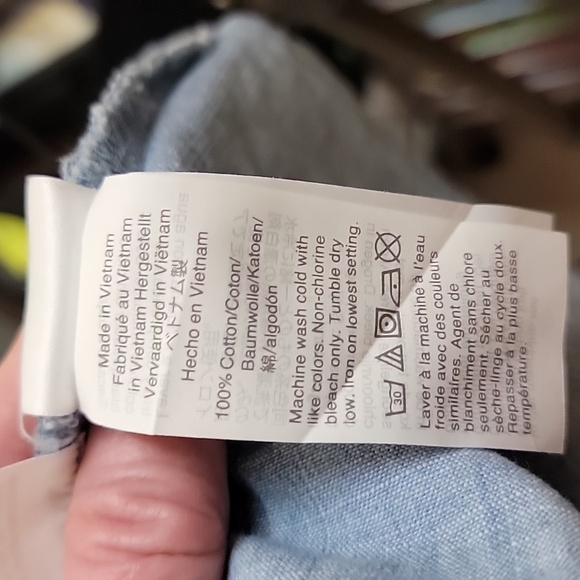 Made in Vietnam
Fabriqué au Vietnam
in Vietnam Hergestellt
Vervaardigd in Viëtnam
ベトナム製
Hecho en Vietnam
100% Cotton/Coton/
Baumwolle/Katoen/
綿/algodón
Machine wash cold with
like colors. Non-chlorine
bleach only. Tumble dry
low. Iron on lowest setting.
30
Laver à la machine à l'eau
froide avec des couleurs
similaires. Agent de
blanchiment sans chlore
seulement. Sécher au
sèche-linge au cycle doux.
Repasser à la plus basse
température.